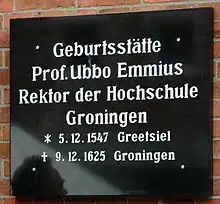 Geburtsstätte
Prof. Ubbo Emmius
Rektor der Hochschule
Groningen
* 5.12.1547 Greetsiel
† 9.12.1625 Groningen